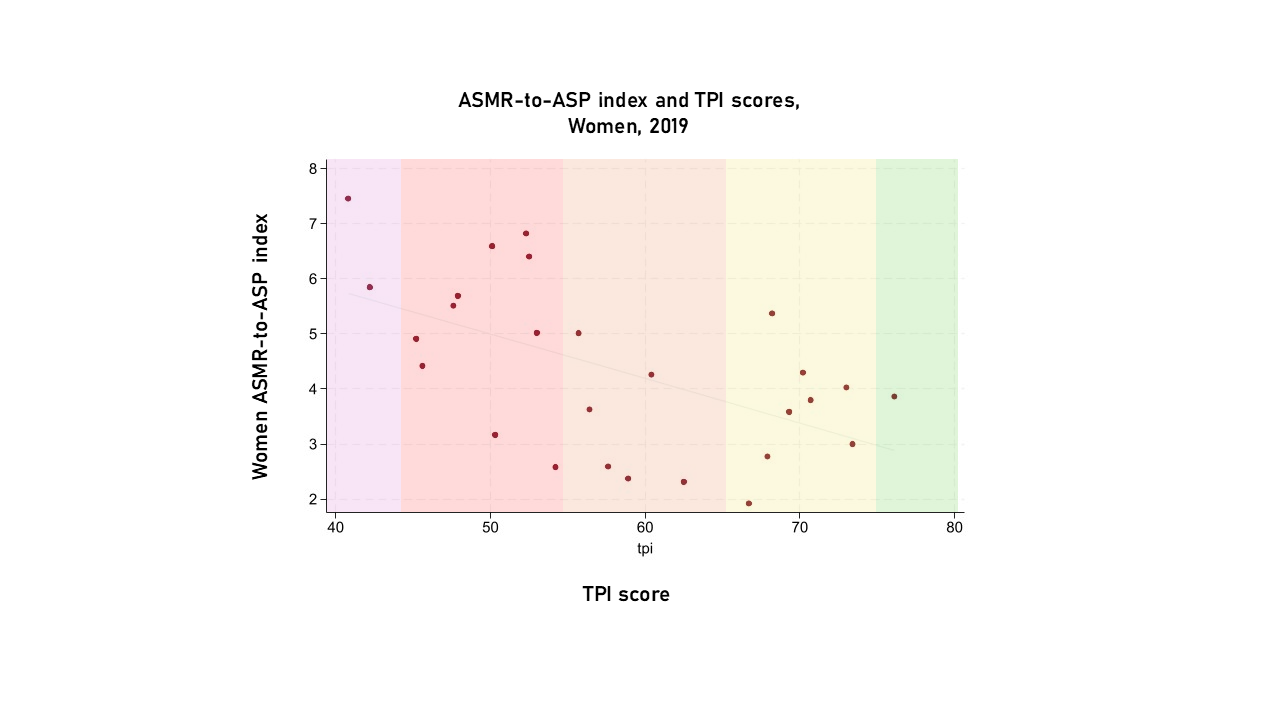 ASMR-to-ASP index and TPI scores,
Women, 2019
Women ASMR-to-ASP index
8
7
6
5
4
3
2
40 50 60 70 80
tpi
TPI score